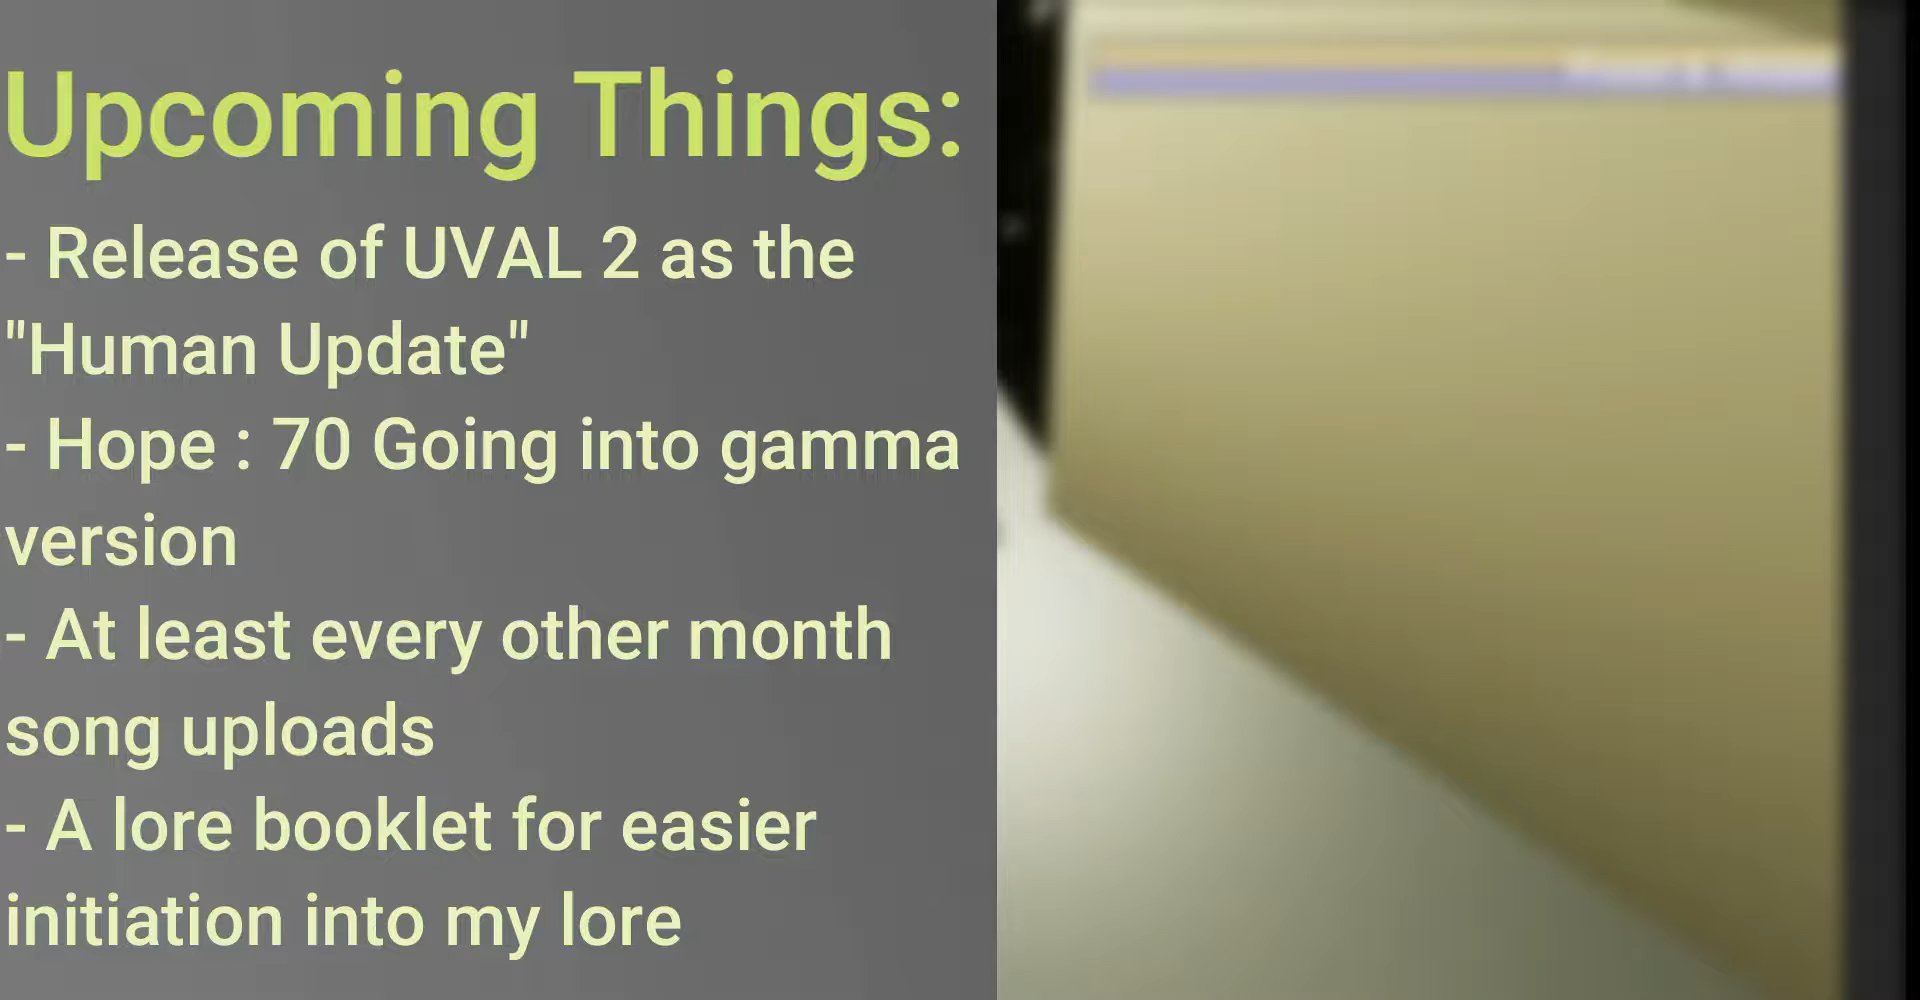 Upcoming Things:
- Release of UVAL 2 as the
"Human Update"
- Hope : 70 Going into gamma
version
- At least every other month
song uploads
- A lore booklet for easier
initiation into my lore